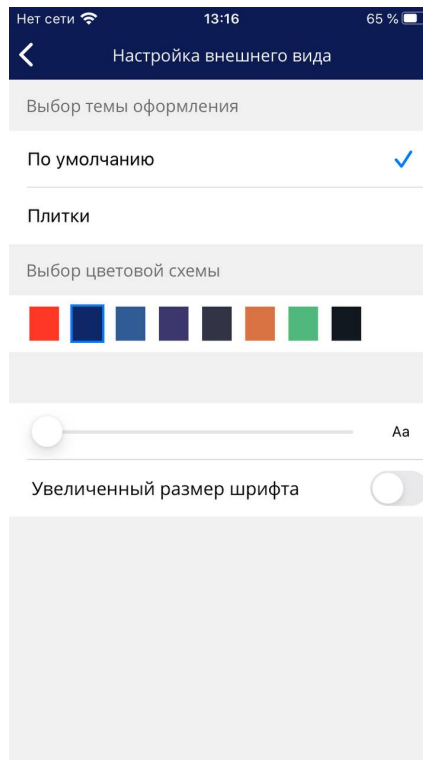 Нет сети 13:16 65 %
Настройка внешнего вида
Выбор темы оформления
По умолчанию
Плитки
Выбор цветовой схемы
Aa
Увеличенный размер шрифта